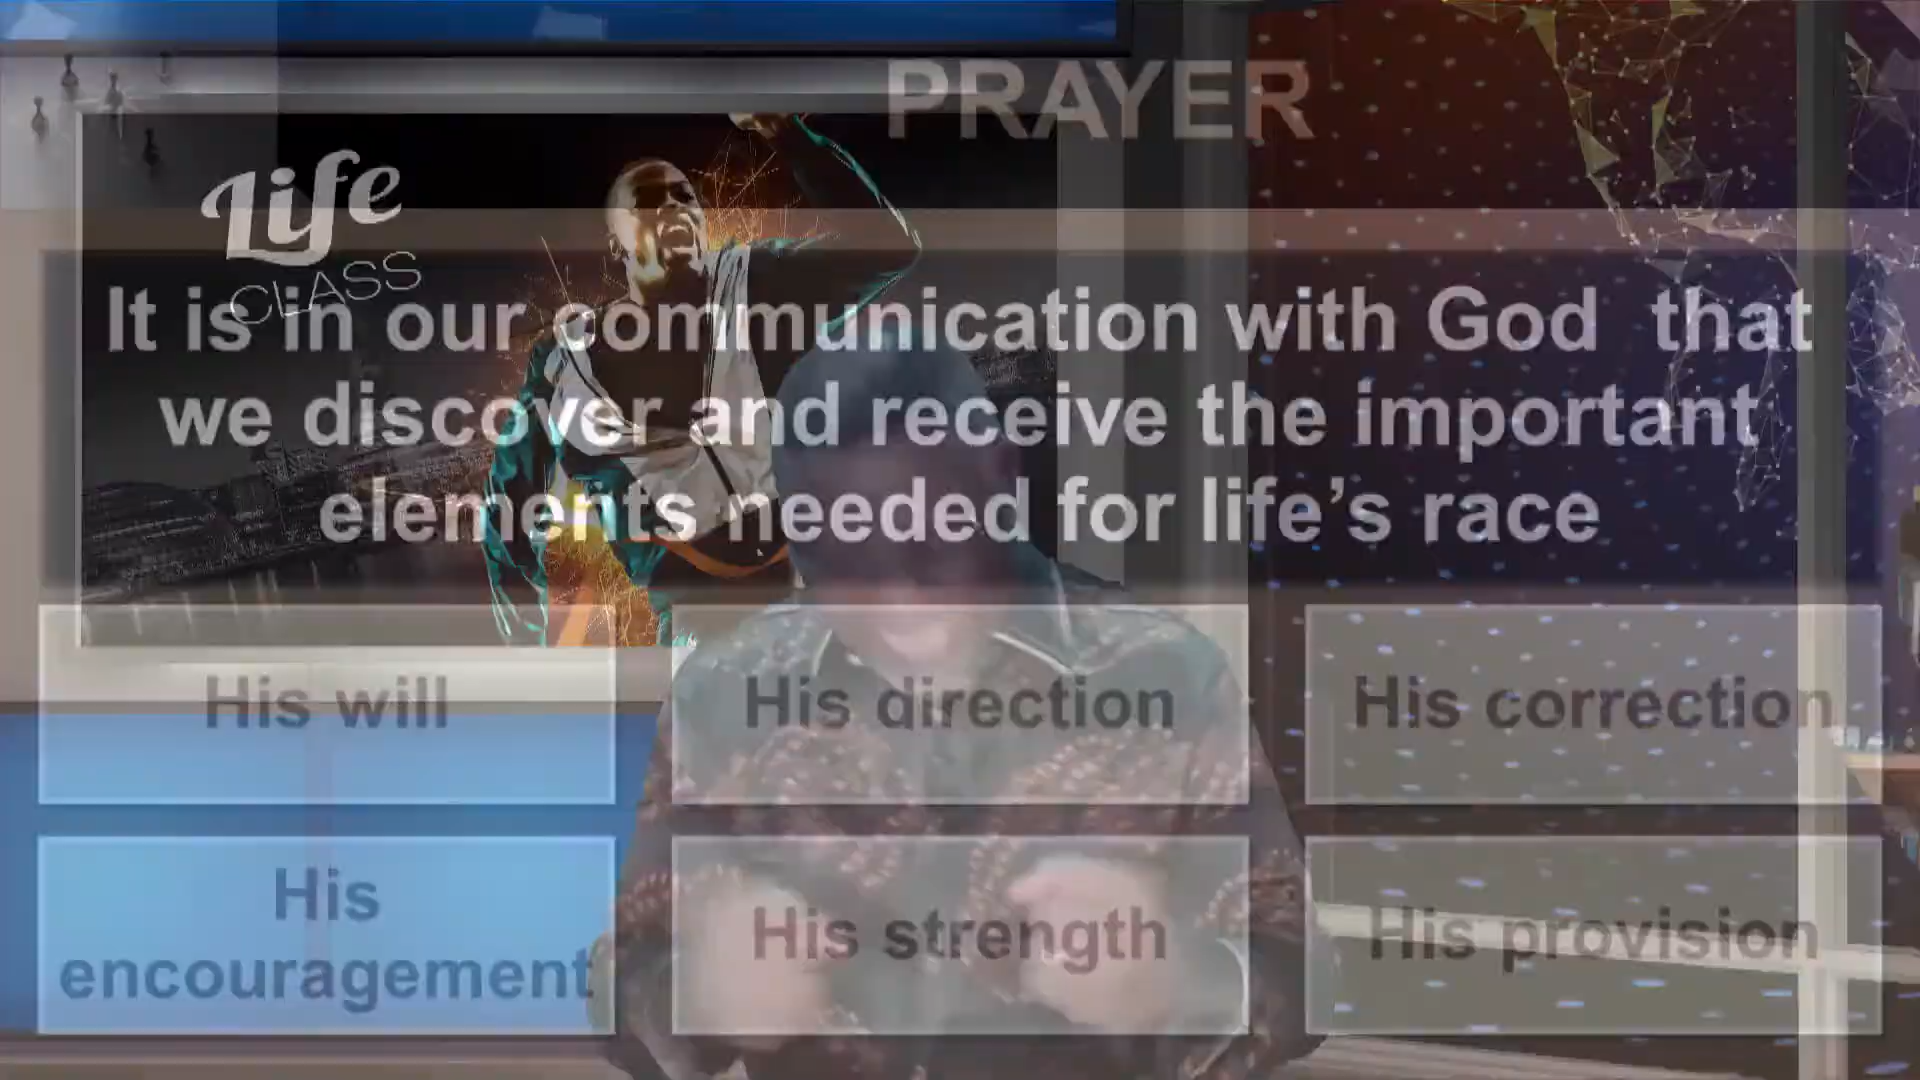 PRAYER
Life
CLASS
It is in our communication with God that
we discover and receive the important
elements needed for life’s race
His will
His direction
His correction
His
encouragement
His strength
His provision